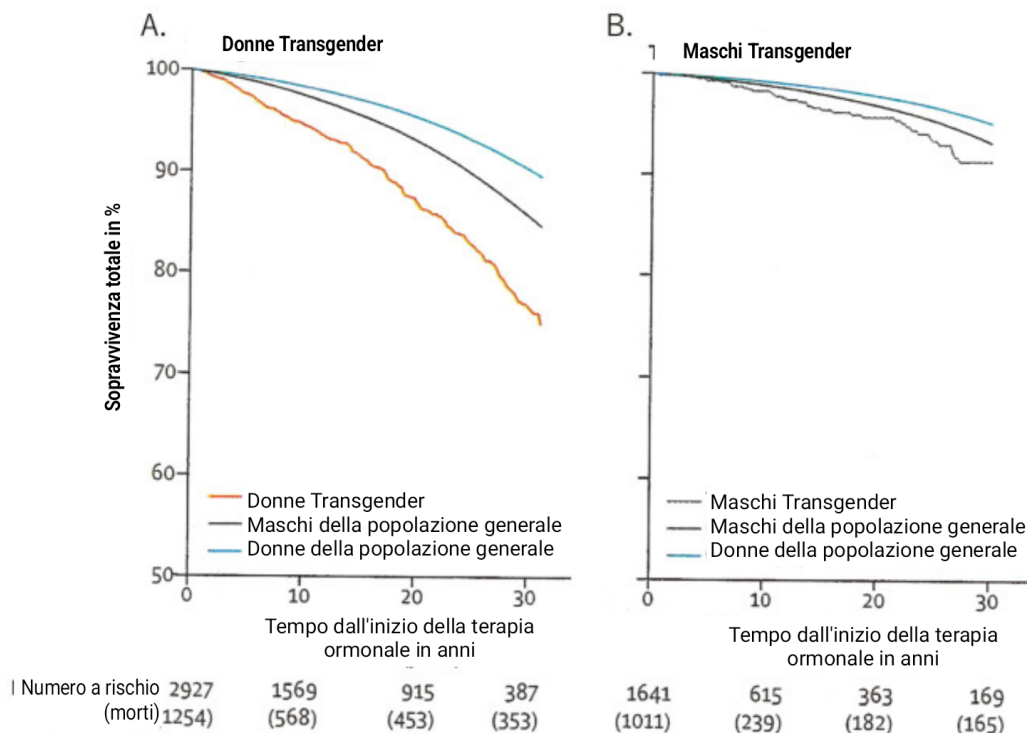 A.
Donne Transgender
Sopravvivenza totale in %
100
90
80
70
60
50
Donne Transgender
Maschi della popolazione generale
Donne della popolazione generale
0
10
20
30
Tempo dall'inizio della terapia
ormonale in anni
B.
Maschi Transgender
Maschi Transgender
Maschi della popolazione generale
Donne della popolazione generale
0
10
20
30
Tempo dall'inizio della terapia
ormonale in anni
Numero a rischio 2927 1569 915 387 1641 615 363 169
(morti) 1254) (568) (453) (353) (1011) (239) (182) (165)